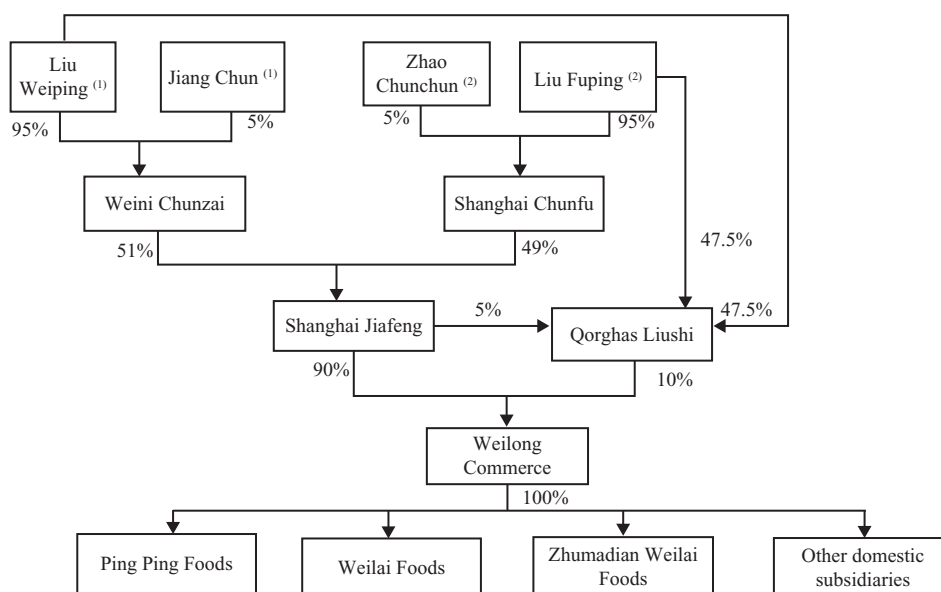 Liu
Weiping (1)
Jiang Chun (1)
Zhao
Chunchun (2)
Liu Fuping (2)
95%
5%
5%
95%
Weini Chunzai
Shanghai Chunfu
51%
49%
47.5%
Shanghai Jiafeng
5%
Qorghas Liushi
47.5%
90%
10%
Weilong
Commerce
100%
Ping Ping Foods
Weilai Foods
Zhumadian Weilai
Foods
Other domestic
subsidiaries